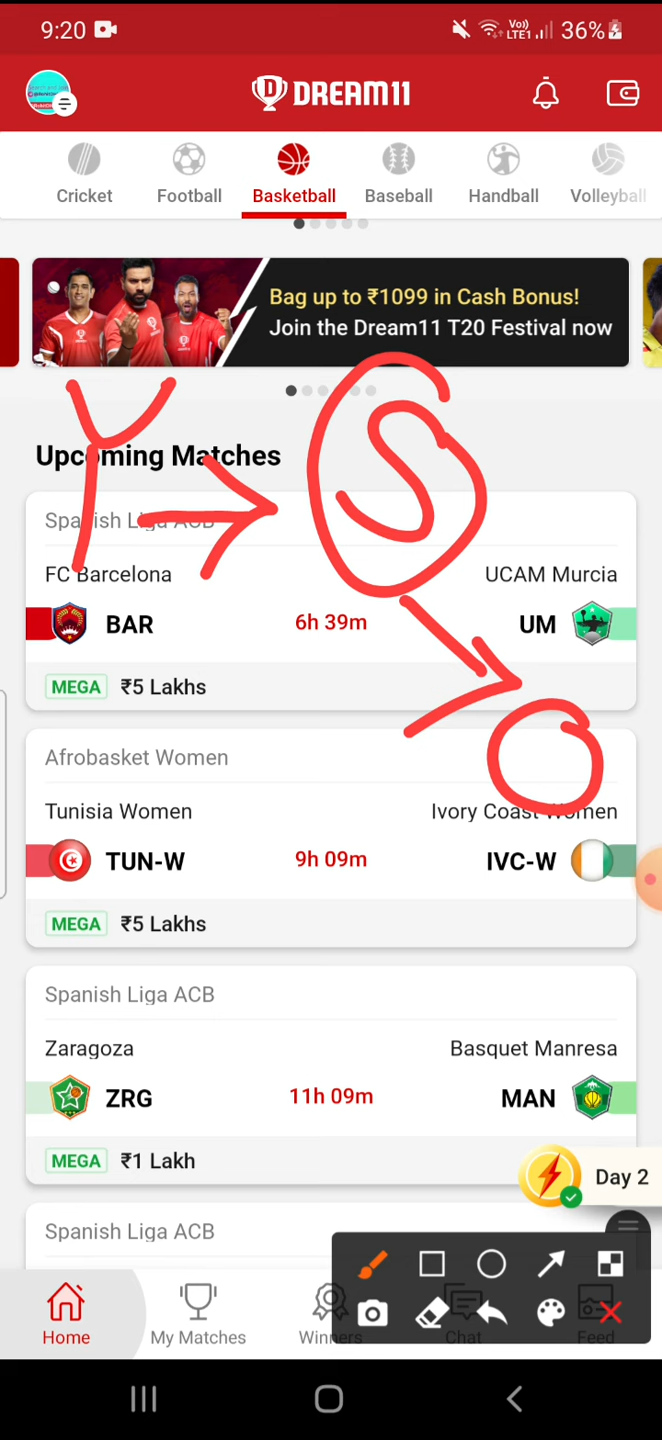 9:20
Vo)) LTE1 36%
DREAM11
Cricket Football Basketball Baseball Handball Volleyball
Bag up to ₹1099 in Cash Bonus!
Join the Dream11 T20 Festival now
Y → S
Upcoming Matches
Spanish Liga ACB
FC Barcelona UCAM Murcia
BAR 6h 39m UM
MEGA ₹5 Lakhs
Afrobasket Women
Tunisia Women Ivory Coast Women
TUN-W 9h 09m IVC-W
MEGA ₹5 Lakhs
Spanish Liga ACB
Zaragoza Basquet Manresa
ZRG 11h 09m MAN
MEGA ₹1 Lakh
Day 2
Spanish Liga ACB
Home My Matches Winners Chat Feed